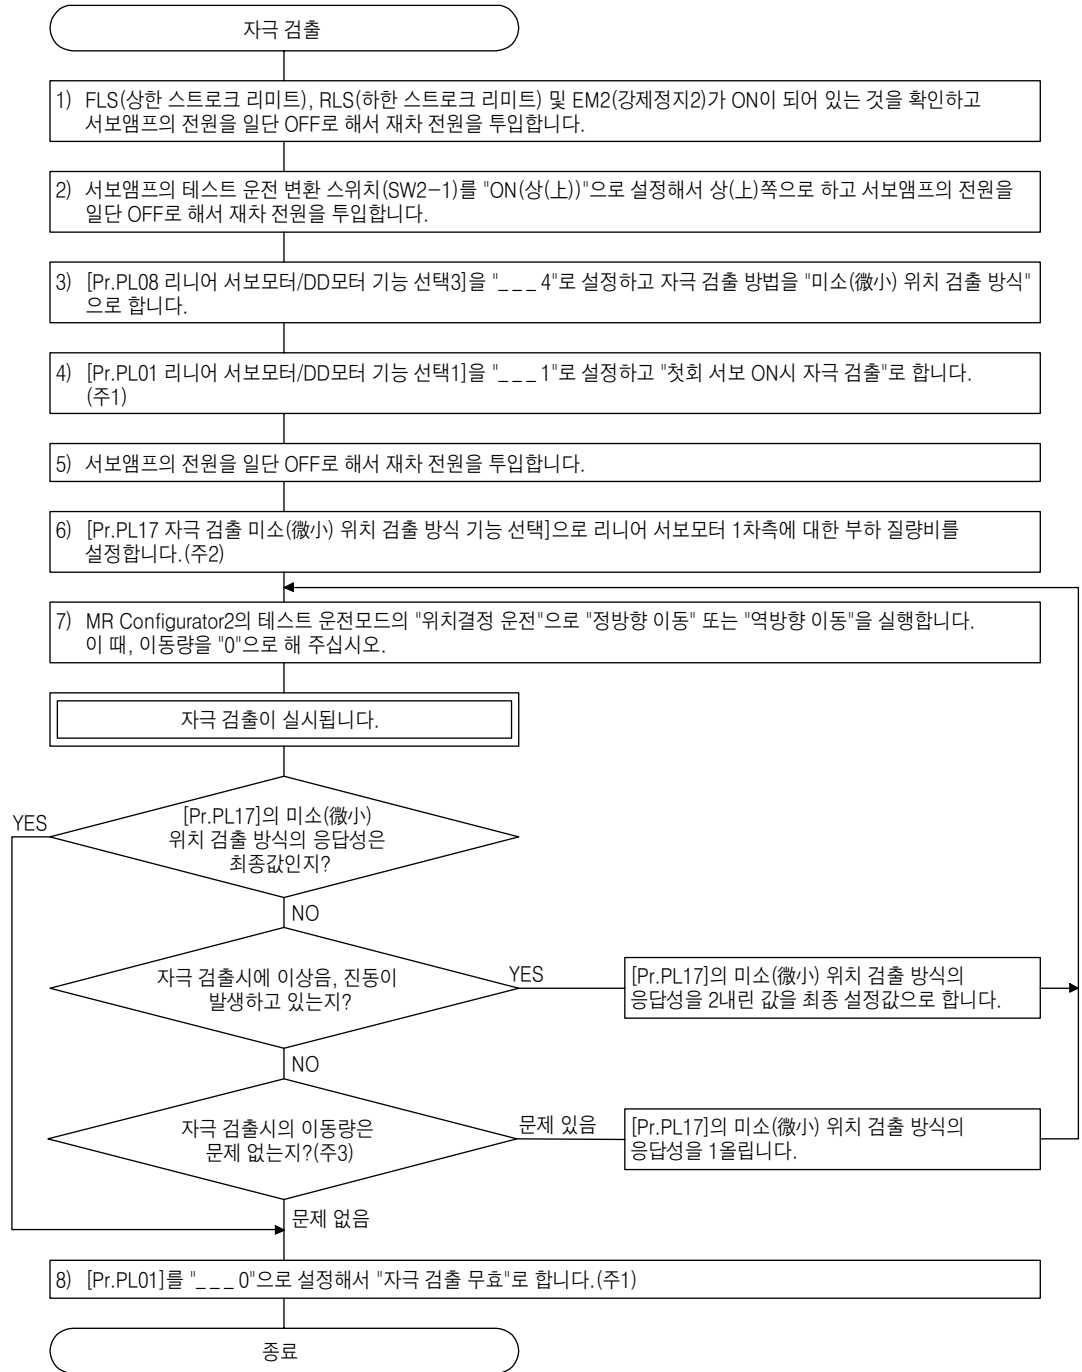 자극 검출
1) FLS(상한 스트로크 리미트), RLS(하한 스트로크 리미트) 및 EM2(강제정지2)가 ON이 되어 있는 것을 확인하고
서보앰프의 전원을 일단 OFF로 해서 재차 전원을 투입합니다.
2) 서보앰프의 테스트 운전 변환 스위치(SW2-1)를 "ON(상(上))"으로 설정해서 상(上)쪽으로 하고 서보앰프의 전원을
일단 OFF로 해서 재차 전원을 투입합니다.
3) [Pr.PL08 리니어 서보모터/DD모터 기능 선택3]을 "_ _ _ 4"로 설정하고 자극 검출 방법을 "미소(微小) 위치 검출 방식"
으로 합니다.
4) [Pr.PL01 리니어 서보모터/DD모터 기능 선택1]을 "_ _ _ 1"로 설정하고 "첫회 서보 ON시 자극 검출"로 합니다.
(주1)
5) 서보앰프의 전원을 일단 OFF로 해서 재차 전원을 투입합니다.
6) [Pr.PL17 자극 검출 미소(微小) 위치 검출 방식 기능 선택]으로 리니어 서보모터 1차측에 대한 부하 질량비를
설정합니다.(주2)
7) MR Configurator2의 테스트 운전모드의 "위치결정 운전"으로 "정방향 이동" 또는 "역방향 이동"을 실행합니다.
이 때, 이동량을 "0"으로 해 주십시오.
자극 검출이 실시됩니다.
[Pr.PL17]의 미소(微小)
위치 검출 방식의 응답성은
최종값인지?
YES
NO
자극 검출시에 이상음, 진동이
발생하고 있는지?
YES
[Pr.PL17]의 미소(微小) 위치 검출 방식의
응답성을 2내린 값을 최종 설정값으로 합니다.
NO
자극 검출시의 이동량은
문제 없는지?(주3)
문제 있음
[Pr.PL17]의 미소(微小) 위치 검출 방식의
응답성을 1올립니다.
문제 없음
8) [Pr.PL01]를 "_ _ _ 0"으로 설정해서 "자극 검출 무효"로 합니다.(주1)
종료